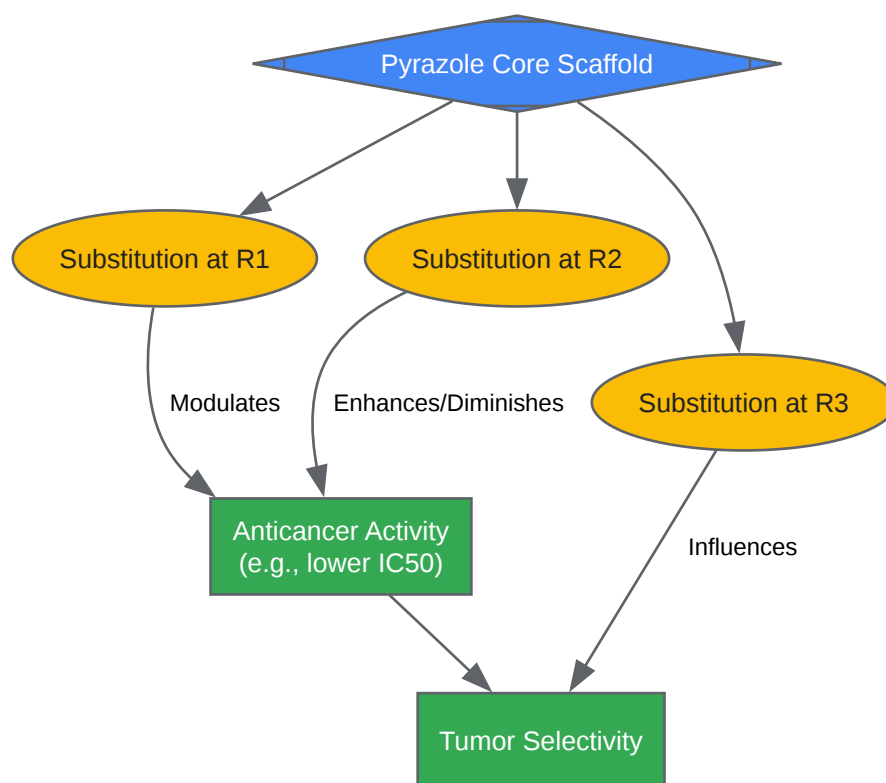 Pyrazole Core Scaffold
Substitution at R1
Substitution at R2
Substitution at R3
Modulates
Enhances/Diminishes
Anticancer Activity
(e.g., lower IC50)
Influences
Tumor Selectivity